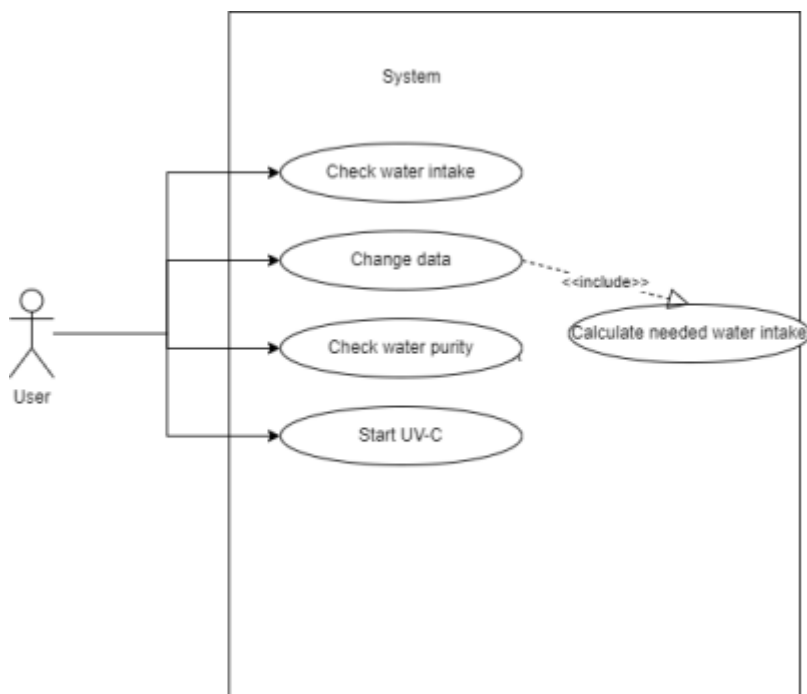 System
Check water intake
Change data
<<include>>
Calculate needed water intake
Check water purity
User
Start UV-C